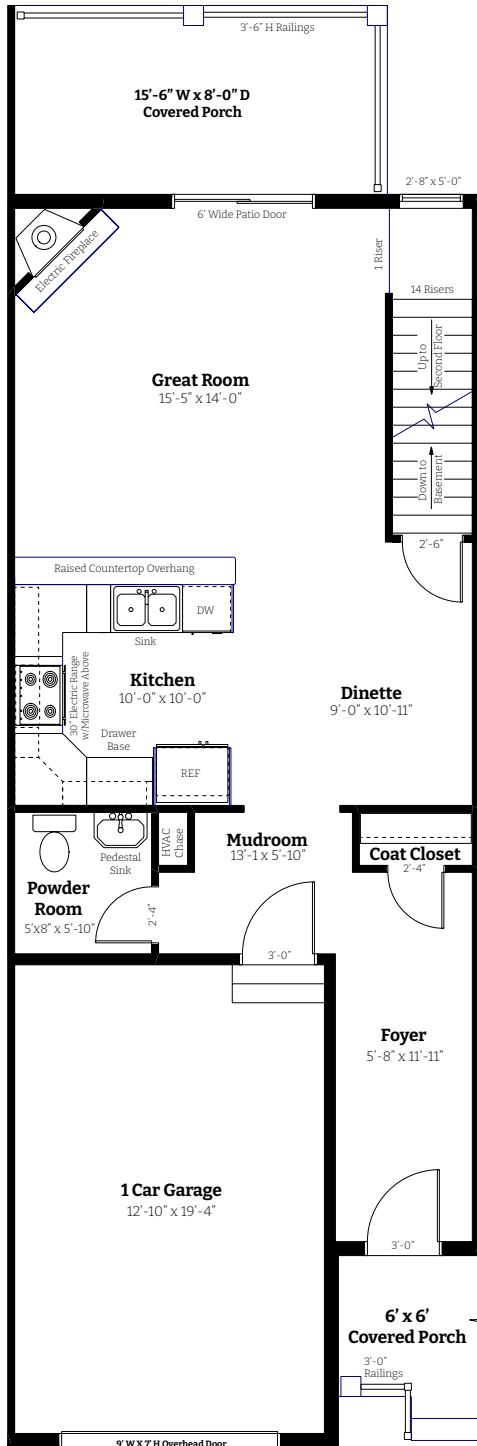 3'-6" H Railings
15'-6" W x 8'-0" D
Covered Porch
2'-8" x 5'-0"
6' Wide Patio Door
Electric Fireplace
1 Riser
14 Risers
Up to
Second Floor
Great Room
15'-5" x 14'-0"
Down to
Basement
2'-6"
Raised Countertop Overhang
DW
Sink
Kitchen
10'-0" x 10'-0"
30" Electric Range
w/Microwave Above
Dinette
9'-0" x 10'-11"
Drawer
Base
REF
Pedestal
Sink
HVAC
Chase
Mudroom
13'-1 x 5'-10"
Coat Closet
2'-4"
Powder
Room
5'x8" x 5'-10"
2'-4"
3'-0"
Foyer
5'-8" x 11'-11"
1 Car Garage
12'-10" x 19'-4"
3'-0"
6' x 6'
Covered Porch
3'-0"
Railings
9' W X 7' H Overhead Door